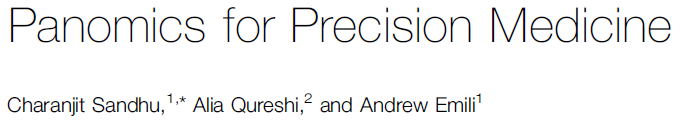 Panomics for Precision Medicine
Charanjit Sandhu,1,* Alia Qureshi,2 and Andrew Emili1